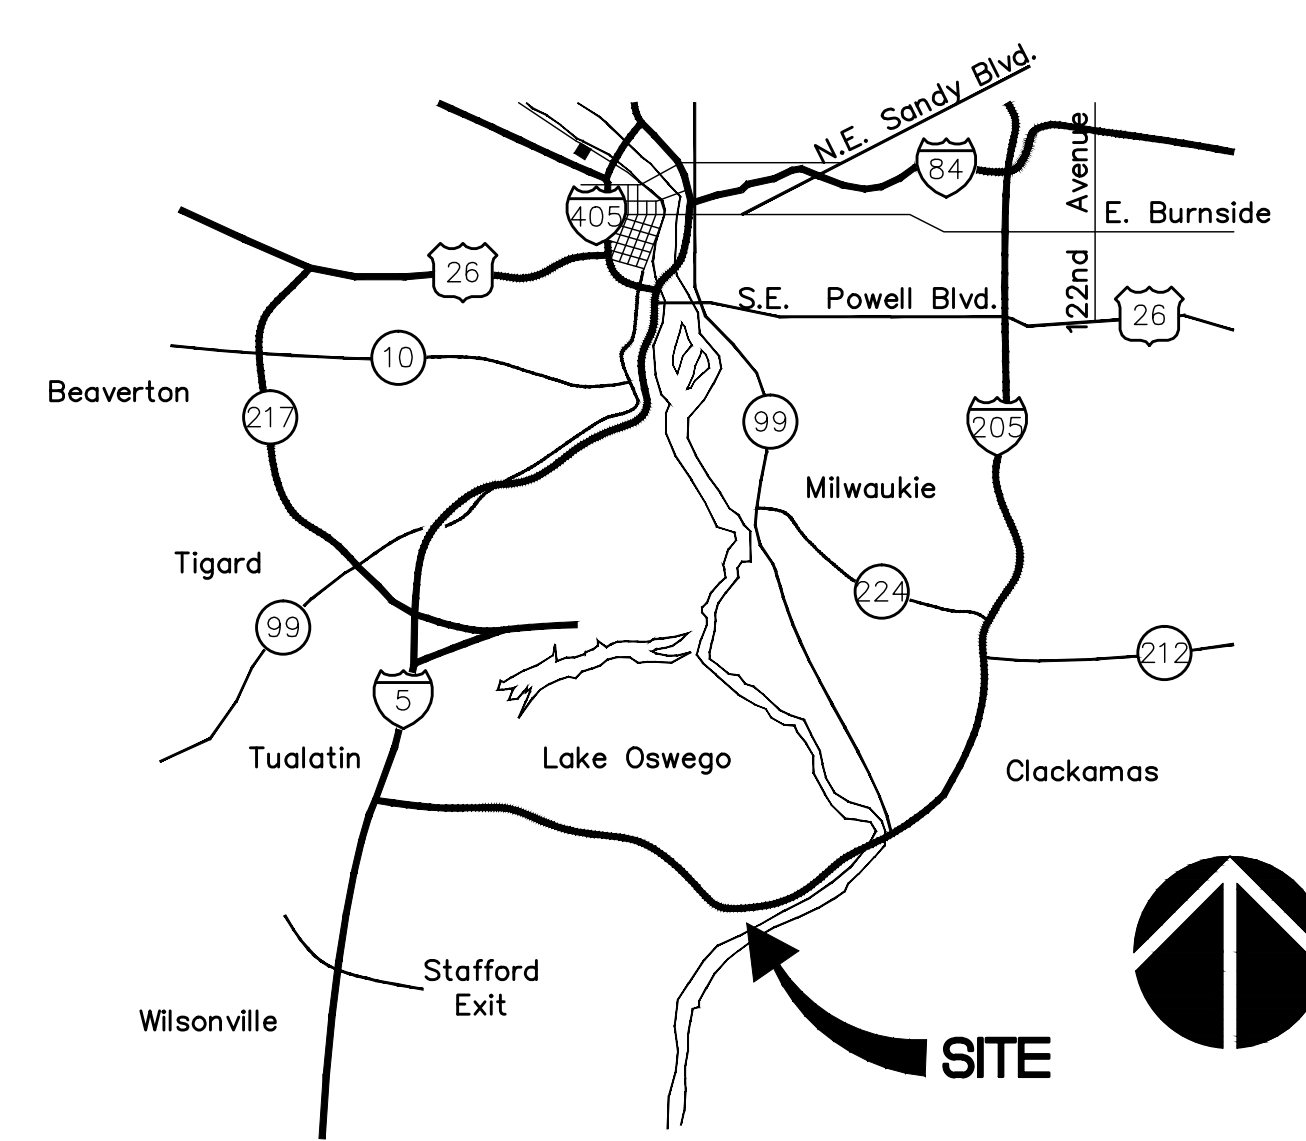 N.E. Sandy Blvd.
84
122nd Avenue
405
E. Burnside
26
S.E. Powell Blvd.
26
10
Beaverton
217
99
205
Milwaukie
Tigard
224
99
212
5
Tualatin
Lake Oswego
Clackamas
Stafford
Exit
Wilsonville
SITE